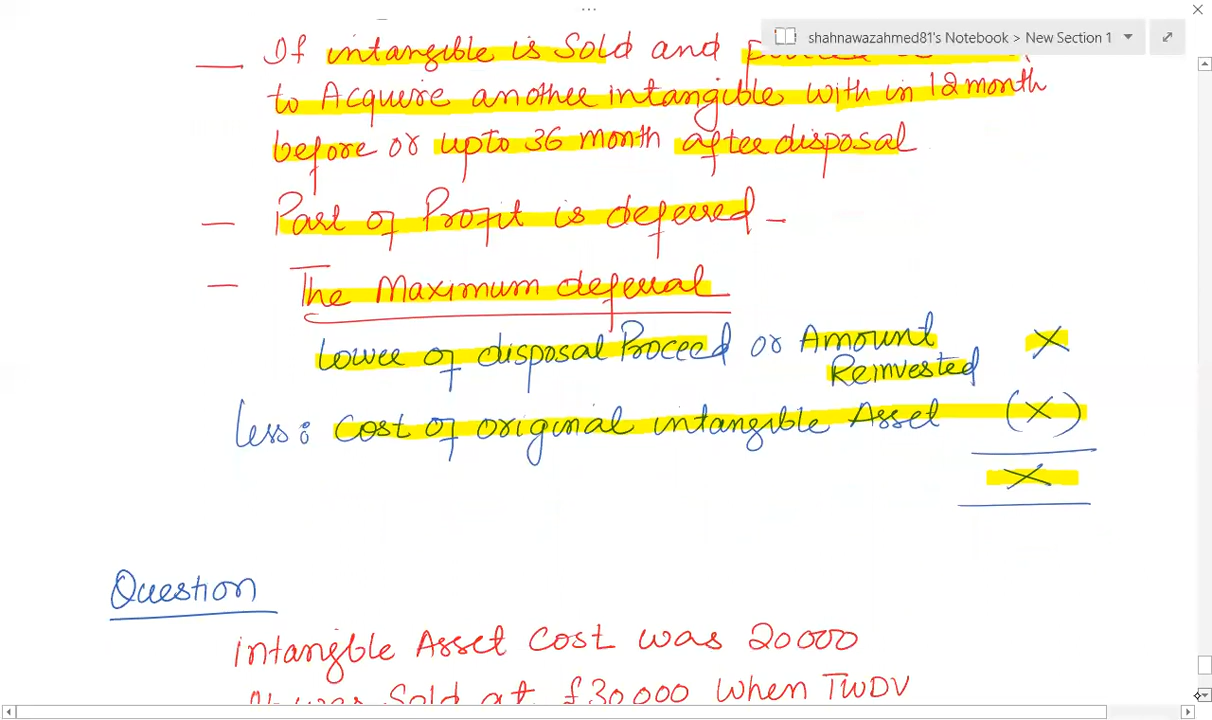 ...
shahnawazahmed81's Notebook > New Section 1
— If intangible is Sold and
to Acquire another intangible with in 12 month
before or upto 36 month after disposal
— Part of Profit is deferred -
— The Maximum deferral
Lower of disposal Proceed or Amount Reinvested X
less: Cost of original intangible Asset (X)
X
Question
intangible Asset Cost was 20000
Sold at £30000 when TWDV